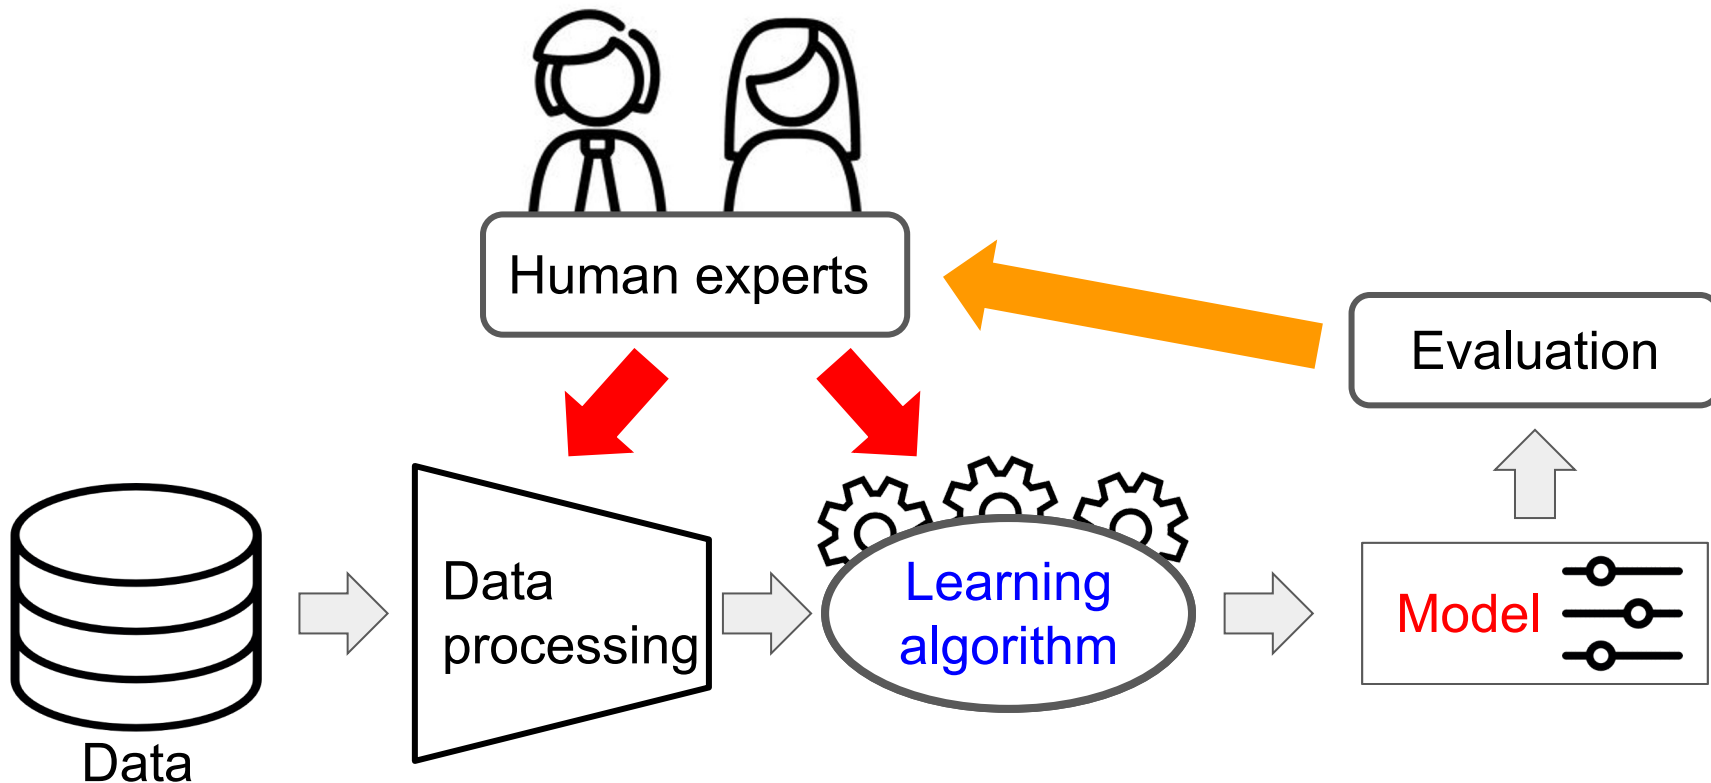 Human experts
Evaluation
Data
processing
Learning
algorithm
Model
Data